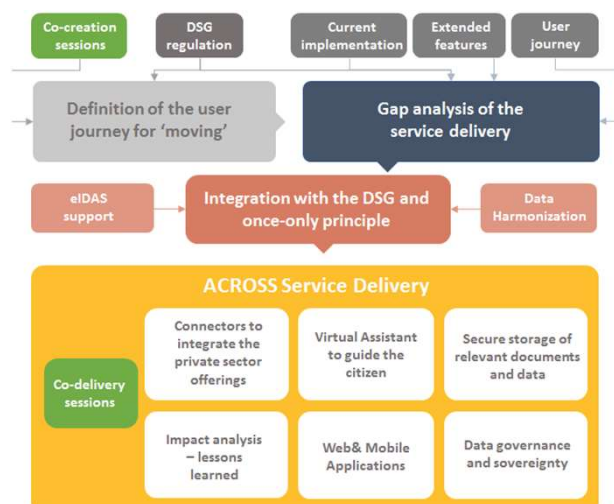 Co-creation
sessions
DSG
regulation
Current
implementation
Extended
features
User
journey
Definition of the user
journey for ‘moving’
Gap analysis of the
service delivery
eIDAS
support
Integration with the DSG and
once-only principle
Data
Harmonization
ACROSS Service Delivery
Co-delivery
sessions
Connectors to
integrate the
private sector
offerings
Virtual Assistant
to guide the
citizen
Secure storage of
relevant documents
and data
Impact analysis
– lessons
learned
Web& Mobile
Applications
Data governance
and sovereignty